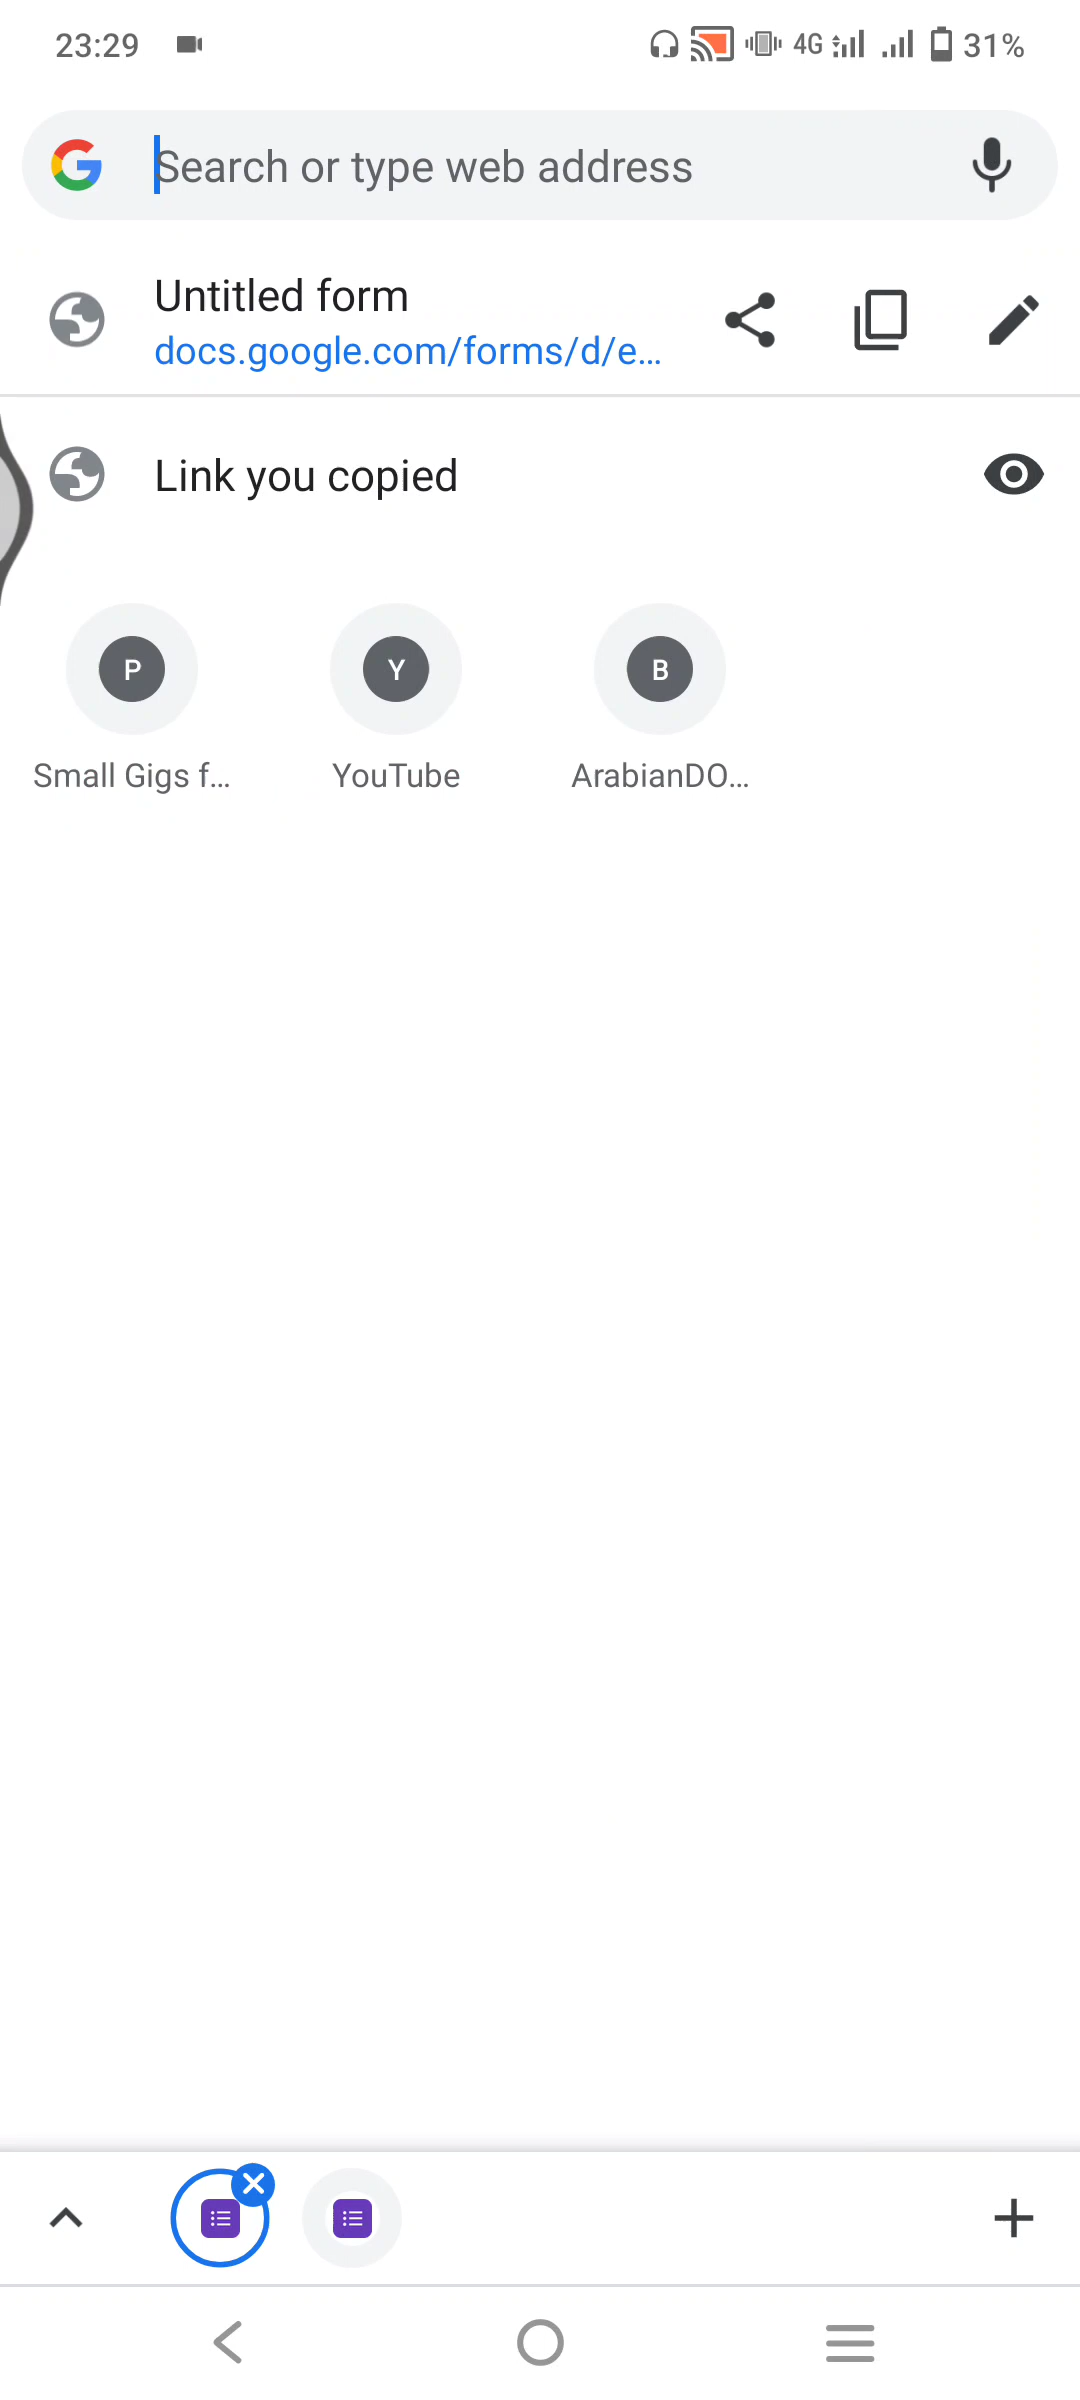 23:29
4G
31%
Search or type web address
Untitled form
docs.google.com/forms/d/e...
Link you copied
P
Y
B
Small Gigs f...
YouTube
ArabianDO...